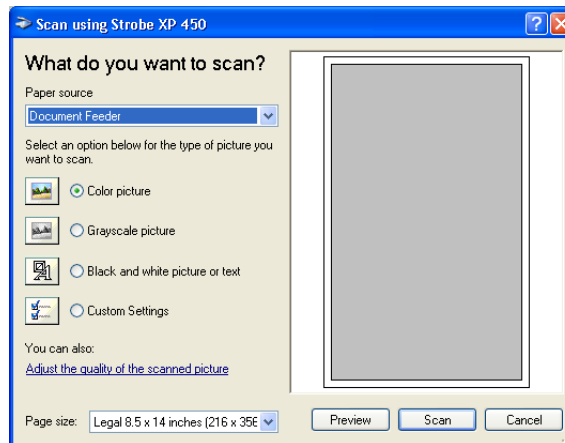 Scan using Strobe XP 450
What do you want to scan?
Paper source
Document Feeder
Select an option below for the type of picture you
want to scan.
Color picture
Grayscale picture
Black and white picture or text
Custom Settings
You can also:
Adjust the quality of the scanned picture
Page size: Legal 8.5 x 14 inches (216 x 356
Preview Scan Cancel